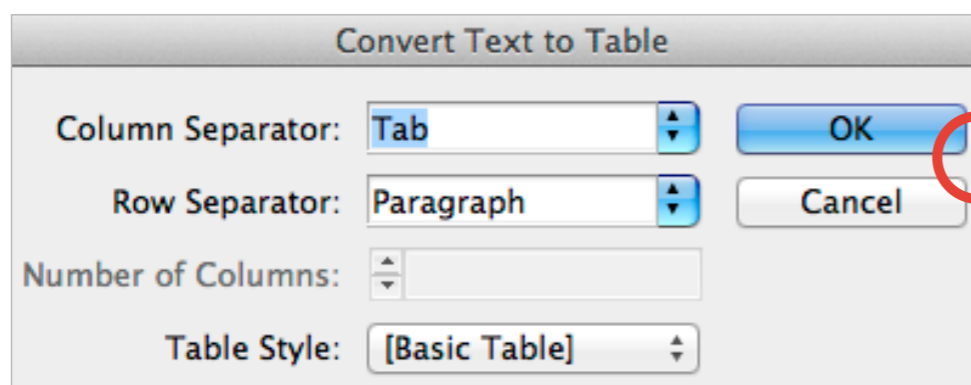 Convert Text to Table
Column Separator: Tab OK
Row Separator: Paragraph Cancel
Number of Columns:
Table Style: [Basic Table]